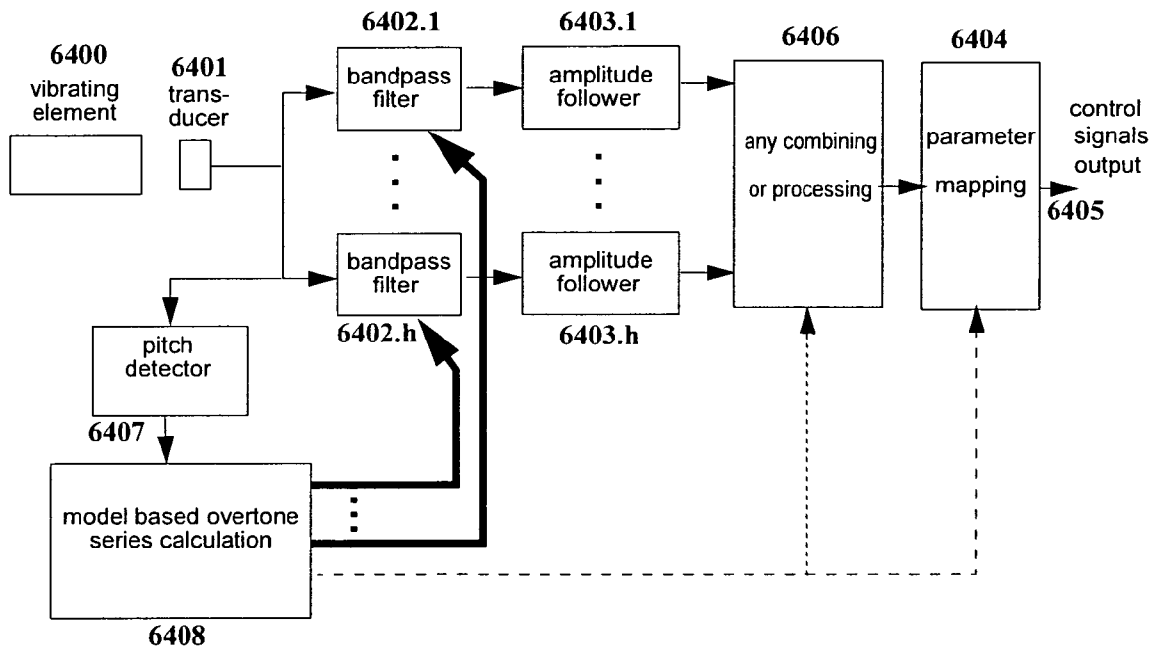 6400
vibrating
element
6401
trans-
ducer
6402.1
bandpass
filter
6403.1
amplitude
follower
6406
any combining
or processing
6404
parameter
mapping
control
signals
output
6405
bandpass
filter
6402.h
amplitude
follower
6403.h
pitch
detector
6407
model based overtone
series calculation
6408